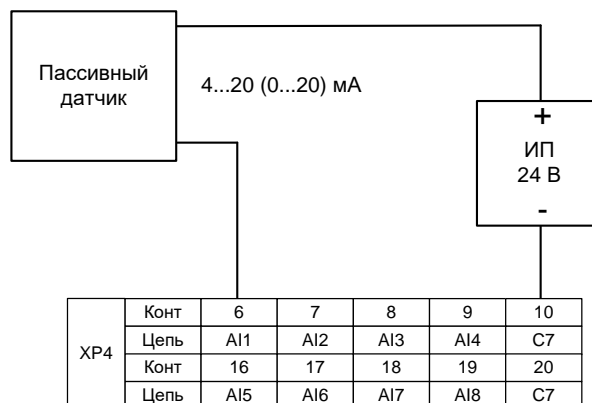 Пассивный
датчик
4...20 (0...20) мА
+
ИП
24 В
-
XP4
Конт 6 7 8 9 10
Цепь AI1 AI2 AI3 AI4 C7
Конт 16 17 18 19 20
Цепь AI5 AI6 AI7 AI8 C7